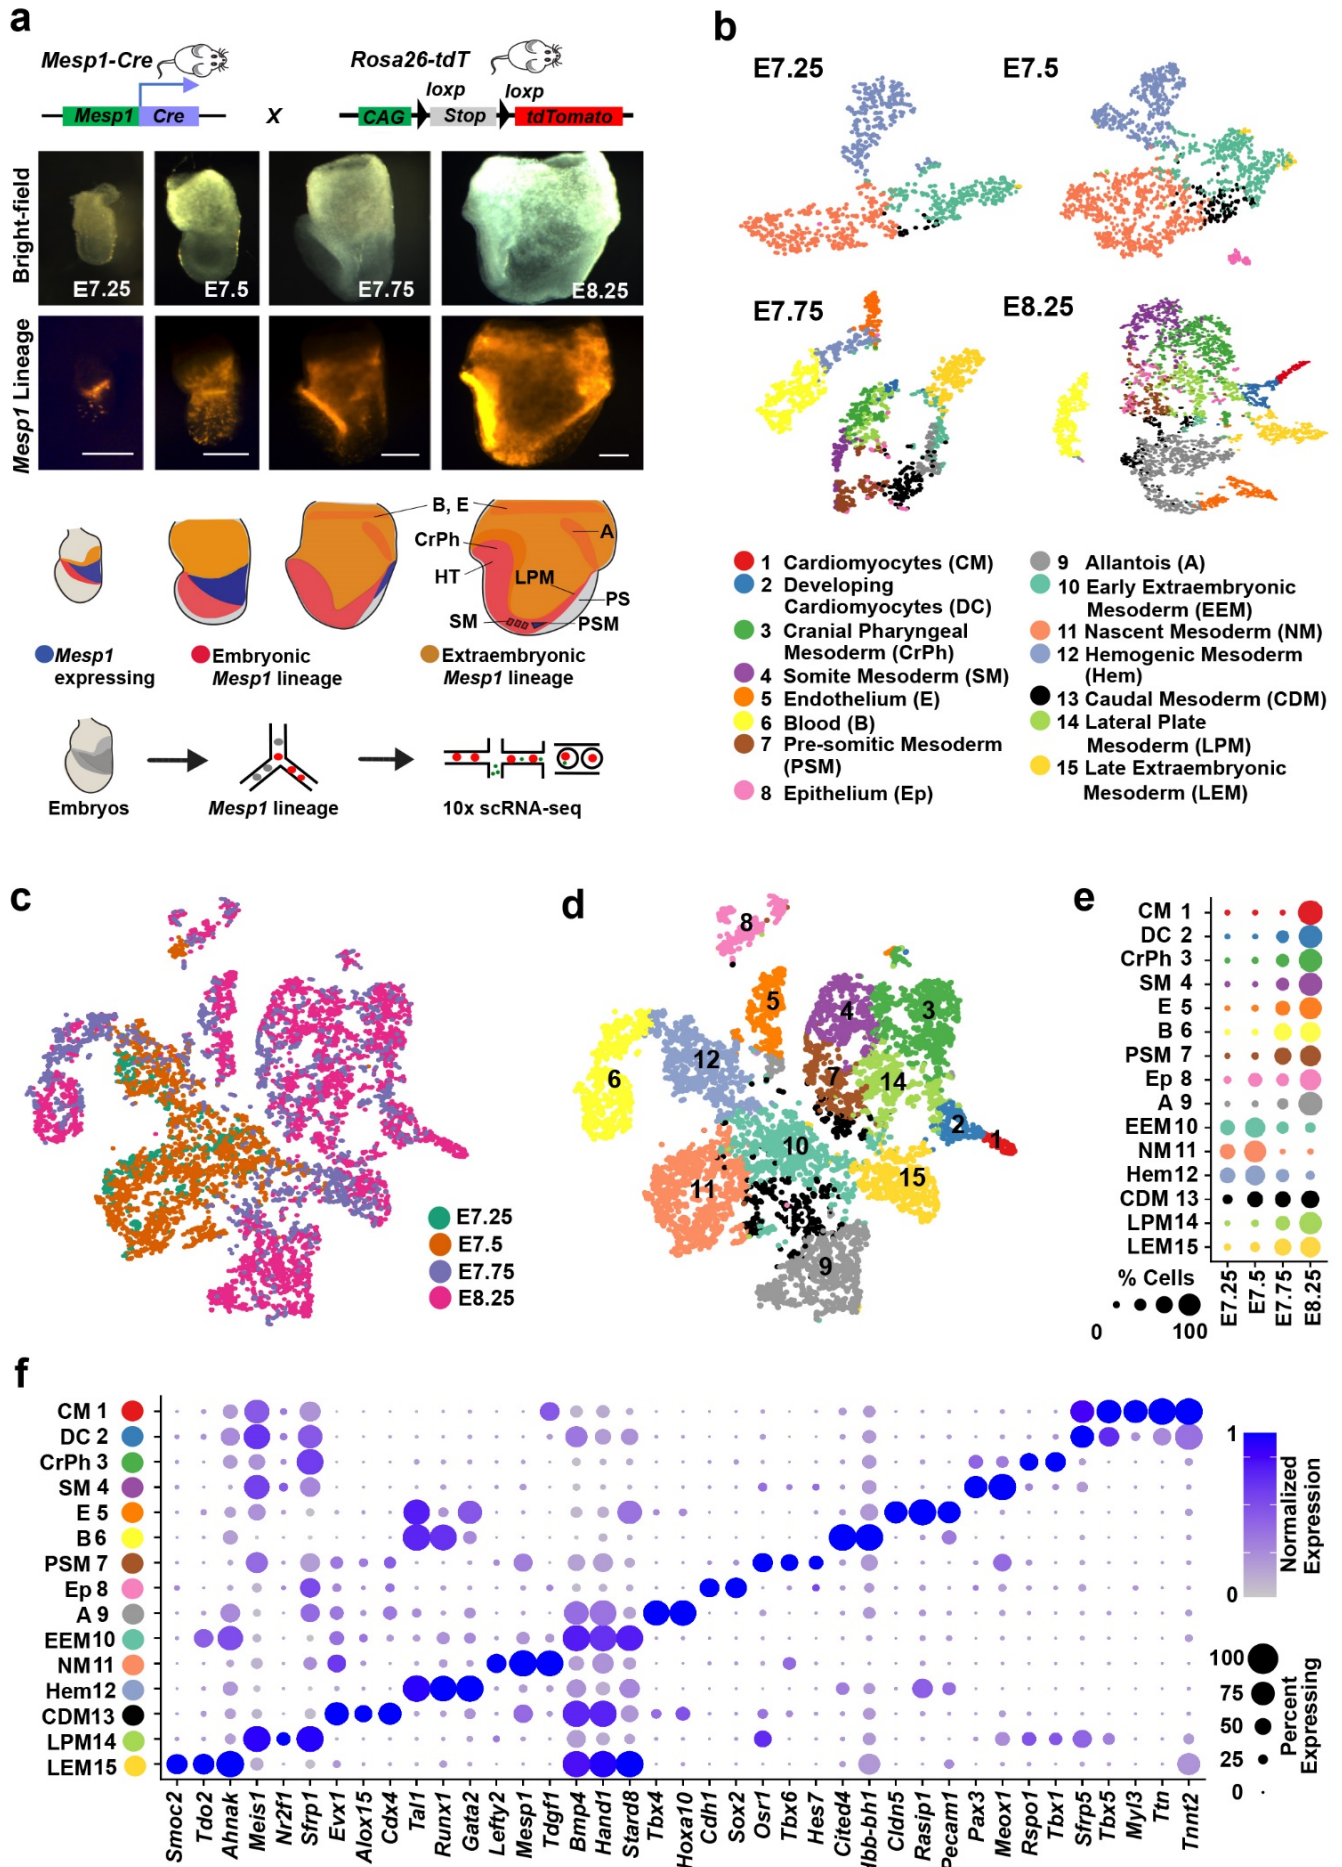 a
Mesp1-Cre
Rosa26-tdT
loxp
loxp
Mesp1
Cre
X
CAG
Stop
tdTomato
Bright-field
E7.25
E7.5
E7.75
E8.25
Mesp1 Lineage
B, E
CrPh
HT
LPM
A
PS
SM
PSM
Mesp1
expressing
Embryonic
Mesp1 lineage
Extraembryonic
Mesp1 lineage
Embryos
Mesp1 lineage
10x scRNA-seq
b
E7.25
E7.5
E7.75
E8.25
1 Cardiomyocytes (CM)
2 Developing
Cardiomyocytes (DC)
3 Cranial Pharyngeal
Mesoderm (CrPh)
4 Somite Mesoderm (SM)
5 Endothelium (E)
6 Blood (B)
7 Pre-somitic Mesoderm
(PSM)
8 Epithelium (Ep)
9 Allantois (A)
10 Early Extraembryonic
Mesoderm (EEM)
11 Nascent Mesoderm (NM)
12 Hemogenic Mesoderm
(Hem)
13 Caudal Mesoderm (CDM)
14 Lateral Plate
Mesoderm (LPM)
15 Late Extraembryonic
Mesoderm (LEM)
c
E7.25
E7.5
E7.75
E8.25
d
8
5
4
3
12
6
7
14
2
1
10
15
11
13
9
e
CM 1
DC 2
CrPh 3
SM 4
E 5
B 6
PSM 7
Ep 8
A 9
EEM10
NM 11
Hem12
CDM 13
LPM14
LEM15
% Cells
0
100
E7.25
E7.5
E7.75
E8.25
f
CM 1
DC 2
CrPh 3
SM 4
E 5
B 6
PSM 7
Ep 8
A 9
EEM10
NM11
Hem12
CDM13
LPM14
LEM15
Smoc2
Tdo2
Ahnak
Meis1
Nr2f1
Sfrp1
Evx1
Alox15
Cdx4
Tal1
Runx1
Gata2
Lefty2
Mesp1
Tdgf1
Bmp4
Hand1
Stard8
Tbx4
Hoxa10
Cdh1
Sox2
Osr1
Tbx6
Hes7
Cited4
Hbb-bh1
Cldn5
Rasip1
Pecam1
Pax3
Meox1
Rspo1
Tbx1
Sfrp5
Tbx5
Myl3
Ttn
Tnnt2
1
0
Normalized
Expression
100
75
50
25
0
Percent
Expressing